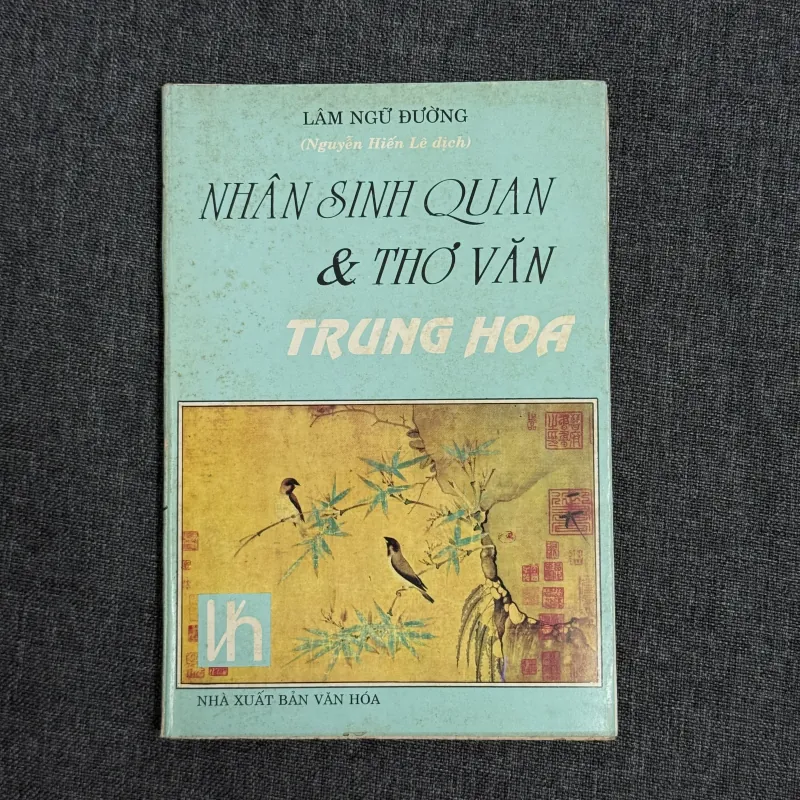 LÂM NGỮ ĐƯỜNG
(Nguyễn Hiến Lê dịch)
NHÂN SINH QUAN
& THƠ VĂN
TRUNG HOA
NHÀ XUẤT BẢN VĂN HÓA